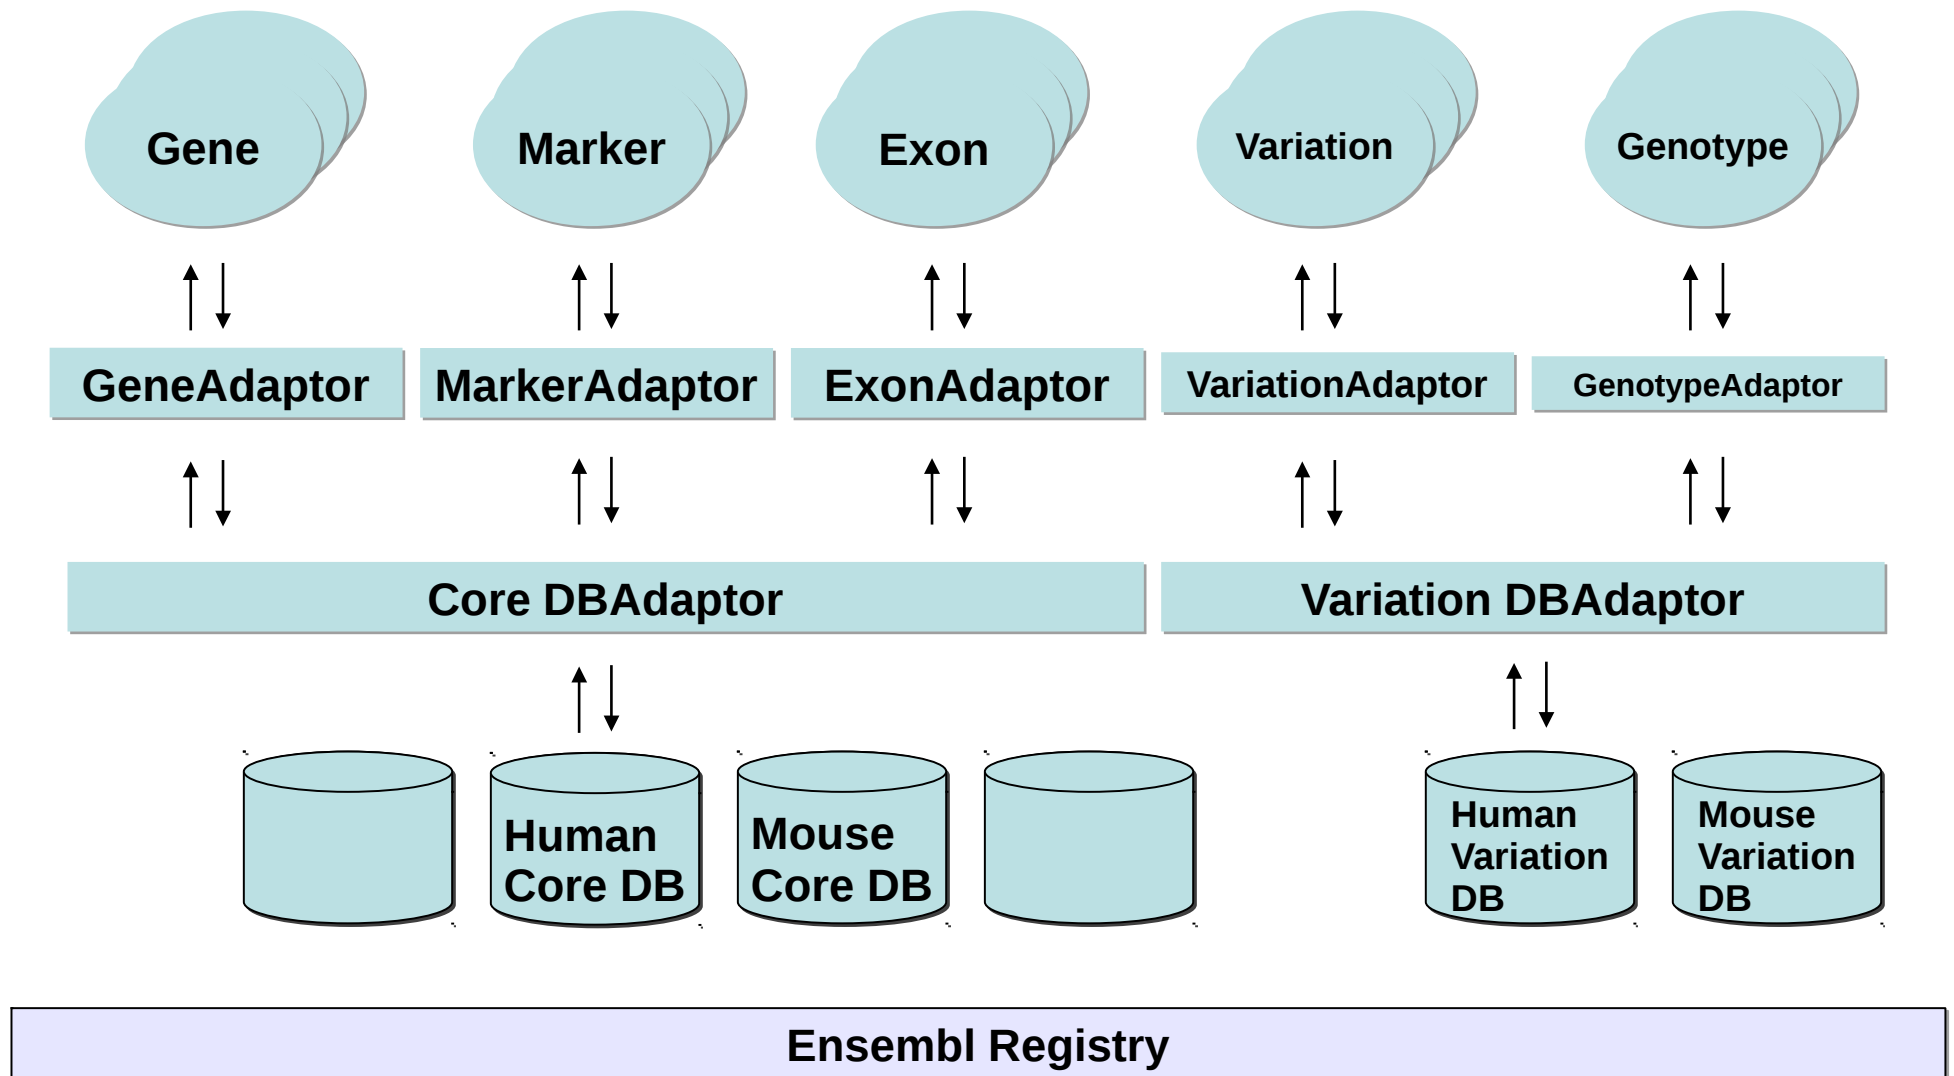 Gene
Marker
Exon
Variation
Genotype
GeneAdaptor
MarkerAdaptor
ExonAdaptor
VariationAdaptor
GenotypeAdaptor
Core DBAdaptor
Variation DBAdaptor
Human
Core DB
Mouse
Core DB
Human
Variation
DB
Mouse
Variation
DB
Ensembl Registry